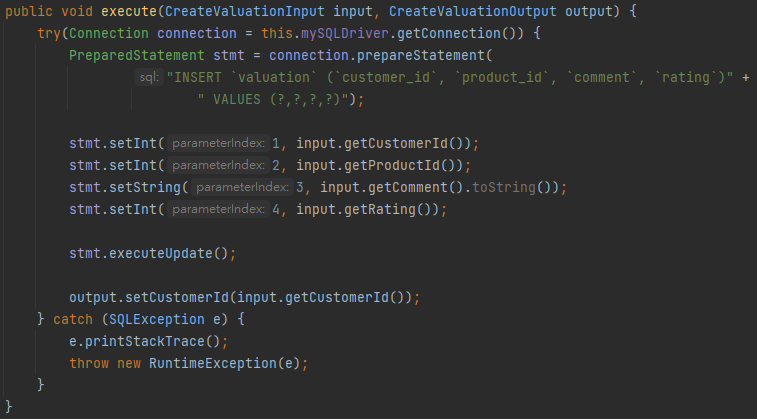 public void execute(CreateValuationInput input, CreateValuationOutput output) {
    try(Connection connection = this.mySQLDriver.getConnection()) {
        PreparedStatement stmt = connection.prepareStatement(
                sql: "INSERT `valuation` (`customer_id`, `product_id`, `comment`, `rating`)" +
                        " VALUES (?,?,?,?)");
        stmt.setInt( parameterIndex: 1, input.getCustomerId());
        stmt.setInt( parameterIndex: 2, input.getProductId());
        stmt.setString( parameterIndex: 3, input.getComment().toString());
        stmt.setInt( parameterIndex: 4, input.getRating());
        stmt.executeUpdate();
        output.setCustomerId(input.getCustomerId());
    } catch (SQLException e) {
        e.printStackTrace();
        throw new RuntimeException(e);
    }
}